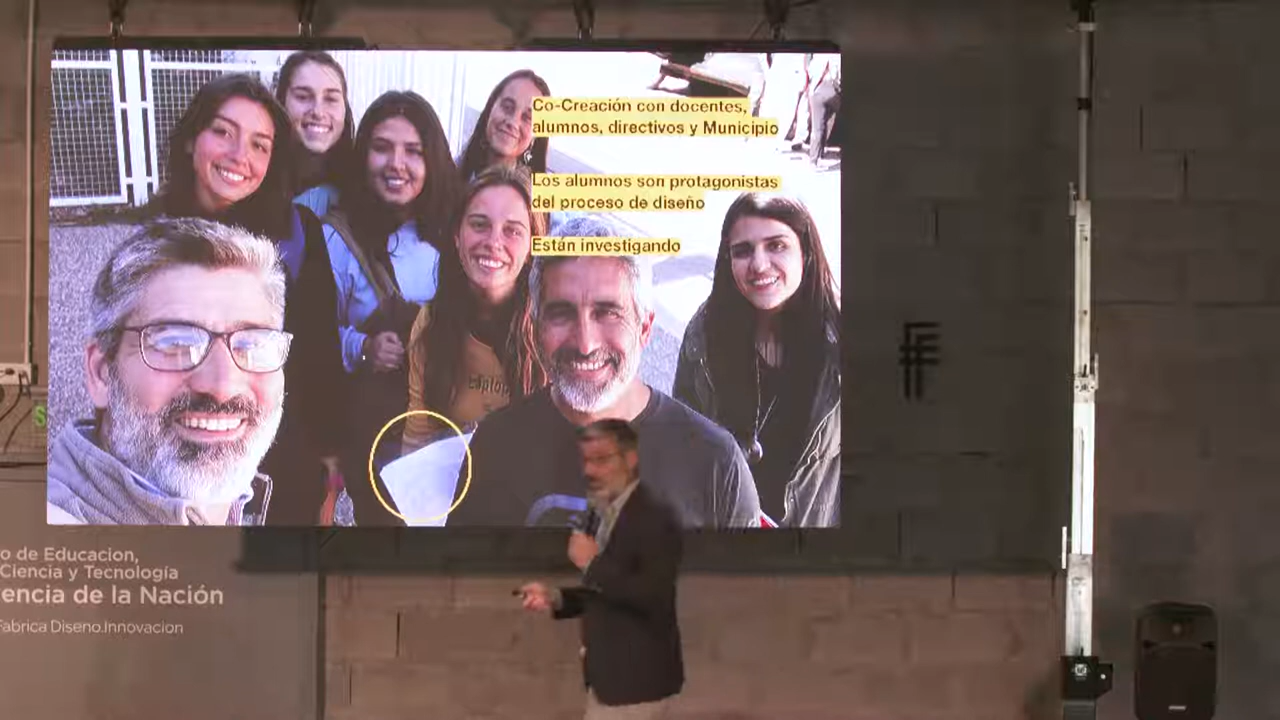 Co-Creación con docentes,
alumnos, directivos y Municipio
Los alumnos son protagonistas
del proceso de diseño
Están investigando
o de Educacion,
Ciencia y Tecnología
encia de la Nación
Fabrica Diseno.Innovacion